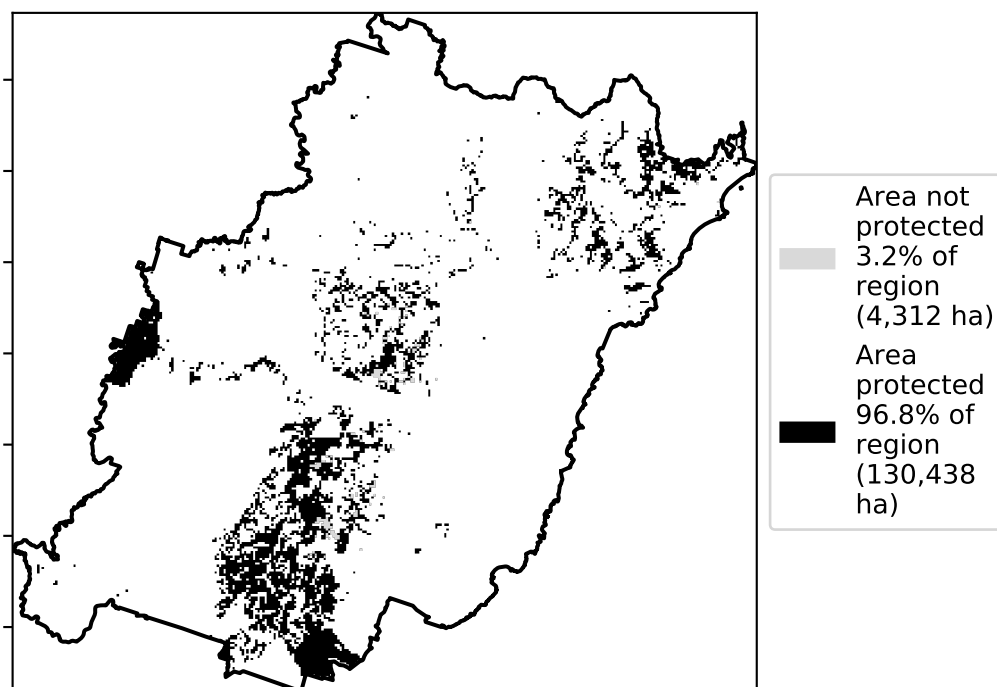 Area not
protected
3.2% of
region
(4,312 ha)
Area
protected
96.8% of
region
(130,438
ha)